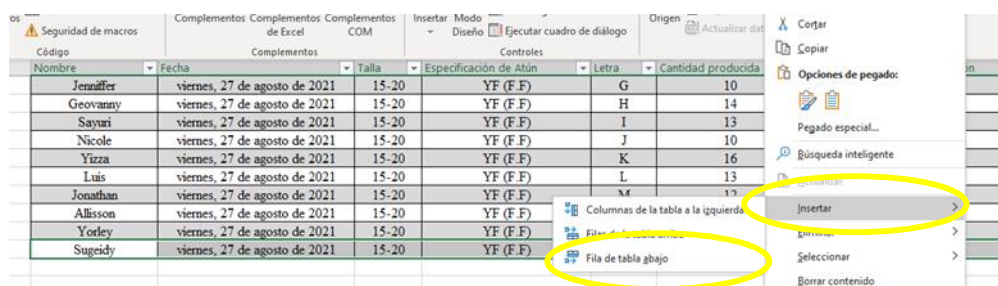 os
Complementos Complementos Complementos
Insertar Modo
Origen
Cortar
Seguridad de macros
de Excel COM
Diseño Ejecutar cuadro de diálogo
Actualizar dat
Copiar
Código
Complementos
Controles
Opciones de pegado:
Nombre Fecha Talla Especificación de Atún Letra Cantidad producida
Jenniffer viernes, 27 de agosto de 2021 15-20 YF (F.F) G 10
Geovanny viernes, 27 de agosto de 2021 15-20 YF (F.F) H 14
Sayuri viernes, 27 de agosto de 2021 15-20 YF (F.F) I 13
Pegado especial...
Nicole viernes, 27 de agosto de 2021 15-20 YF (F.F) J 10
Búsqueda inteligente
Yizza viernes, 27 de agosto de 2021 15-20 YF (F.F) K 16
Luis viernes, 27 de agosto de 2021 15-20 YF (F.F) L 13
Actualizar
Jonathan viernes, 27 de agosto de 2021 15-20 YF (F.F) M 12
Insertar
Allisson viernes, 27 de agosto de 2021 15-20 YF (F.F)
Columnas de la tabla a la izquierda
Yorley viernes, 27 de agosto de 2021 15-20 YF (F.F)
Filas de la tabla arriba
Eliminar
Sugeidy viernes, 27 de agosto de 2021 15-20 YF (F.F)
Fila de tabla abajo
Seleccionar
Borrar contenido